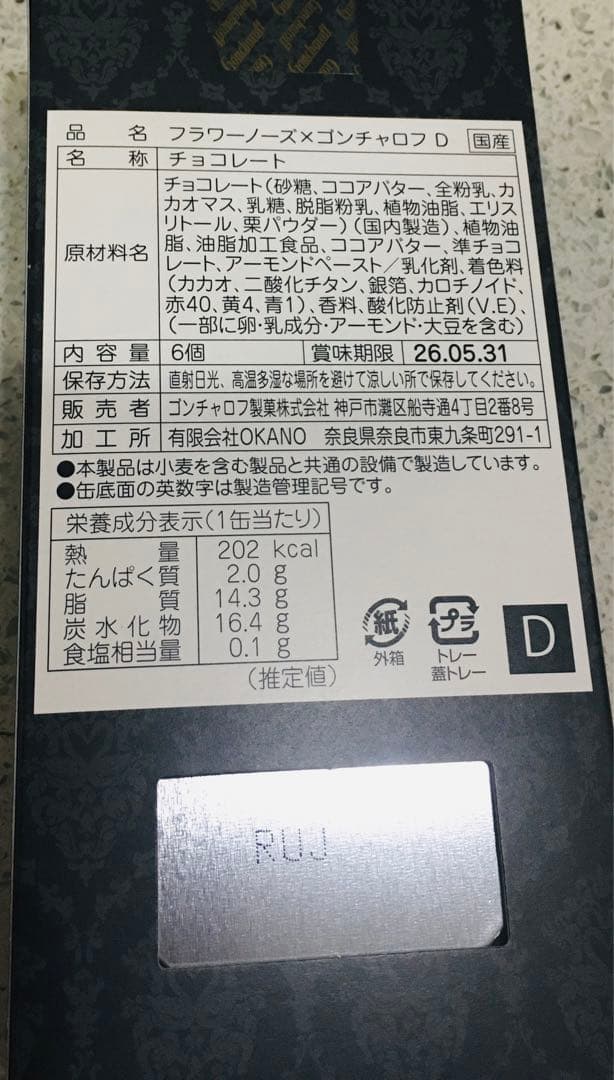 品名 フラワーノーズ×ゴンチャロフ D 国産
名称 チョコレート
原材料名
チョコレート(砂糖、ココアバター、全粉乳、カ
カオマス、乳糖、脱脂粉乳、植物油脂、エリス
リトール、栗パウダー)(国内製造)、植物油
脂、油脂加工食品、ココアバター、準チョコ
レート、アーモンドペースト/乳化剤、着色料
(カカオ、二酸化チタン、銀箔、カロチノイド、
赤40、黄4、青1)、香料、酸化防止剤(V.E)、
(一部に卵・乳成分・アーモンド・大豆を含む)
内容量 6個 賞味期限 26.05.31
保存方法 直射日光、高温多湿な場所を避けて涼しい所で保存してください。
販売者 ゴンチャロフ製菓株式会社 神戸市灘区船寺通4丁目2番8号
加工所 有限会社OKANO 奈良県奈良市東九条町291-1
●本製品は小麦を含む製品と共通の設備で製造しています。
●缶底面の英数字は製造管理記号です。
栄養成分表示(1缶当たり)
熱量 202 kcal
たんぱく質 2.0 g
脂質 14.3 g
炭水化物 16.4 g
食塩相当量 0.1 g
(推定値)
紙
外箱
プラ
トレー
蓋トレー
D
RUJ